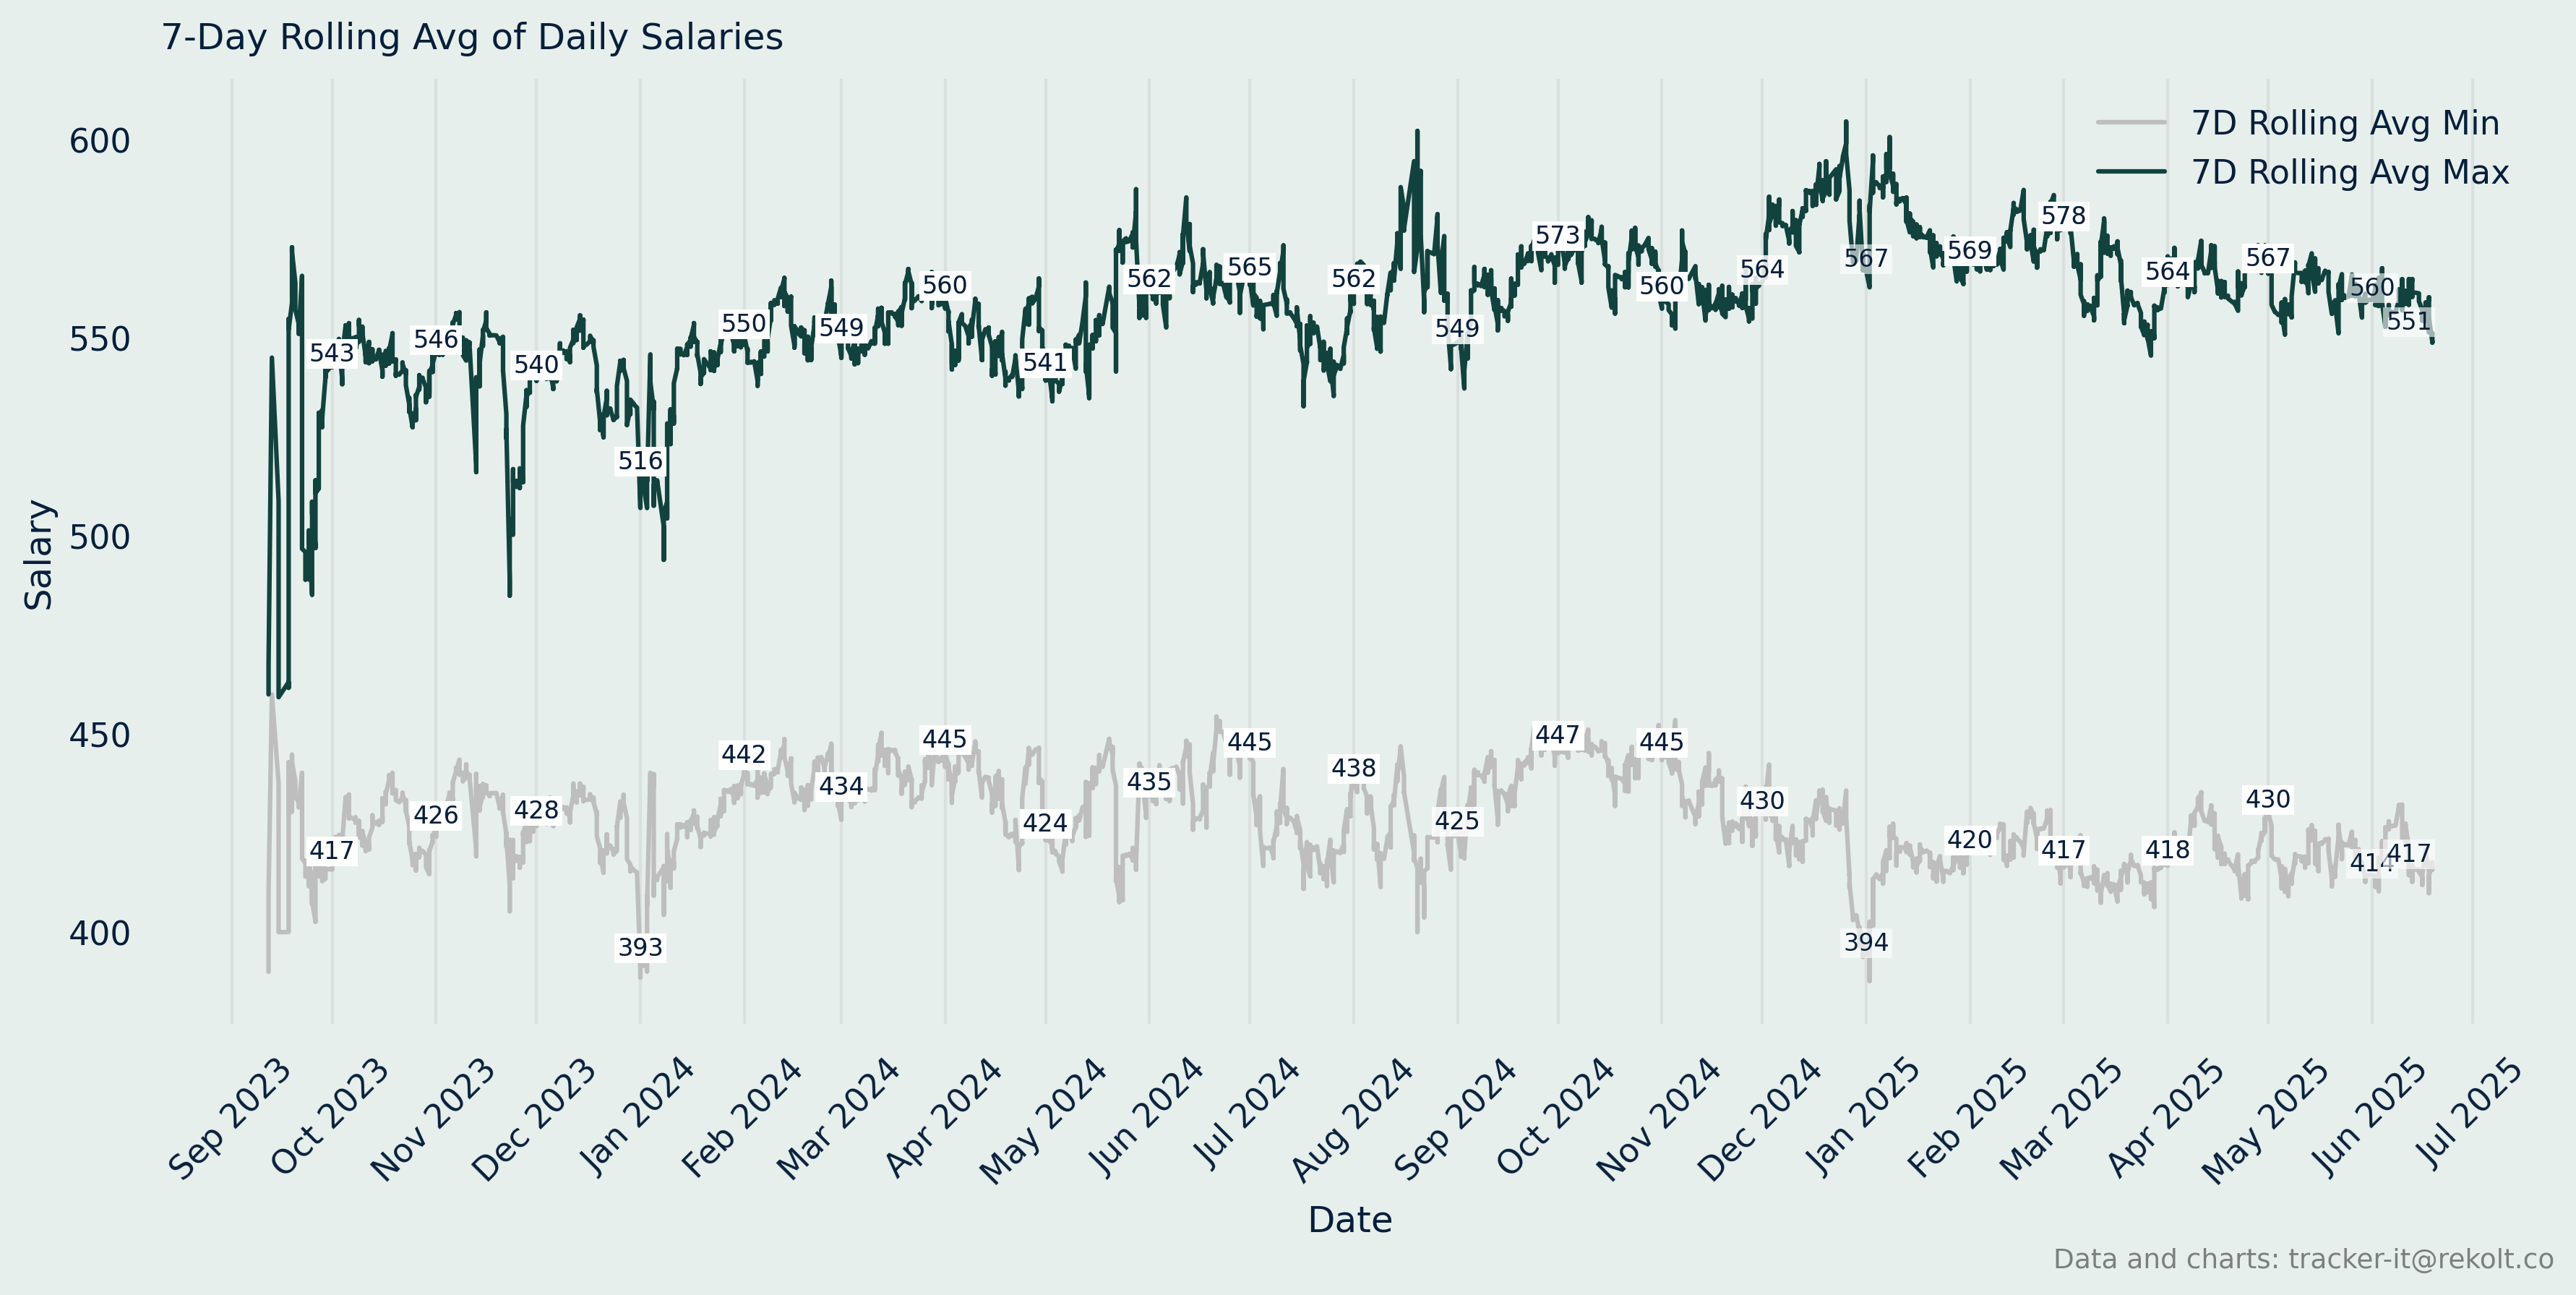 7-Day Rolling Avg of Daily Salaries
7D Rolling Avg Min
7D Rolling Avg Max
Salary
600
550
500
450
400
543
546
540
516
550
549
560
541
562
565
562
549
573
560
564
567
569
578
564
567
560
551
417
426
428
393
442
434
445
424
435
445
438
425
447
445
430
394
420
417
418
430
414
417
Sep 2023
Oct 2023
Nov 2023
Dec 2023
Jan 2024
Feb 2024
Mar 2024
Apr 2024
May 2024
Jun 2024
Jul 2024
Aug 2024
Sep 2024
Oct 2024
Nov 2024
Dec 2024
Jan 2025
Feb 2025
Mar 2025
Apr 2025
May 2025
Jun 2025
Jul 2025
Date
Data and charts: tracker-it@rekolt.co